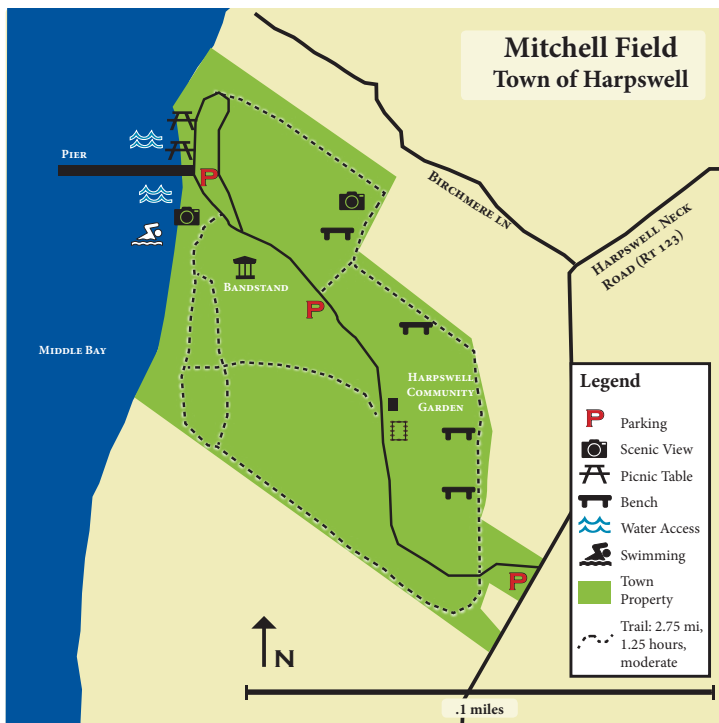 Mitchell Field
Town of Harpswell
Pier
P
Birchmere Ln
Harpswell Neck
Road (Rt 123)
Bandstand
P
Middle Bay
Harpswell
Community
Garden
Legend
P Parking
Scenic View
Picnic Table
Bench
Water Access
Swimming
Town
Property
Trail: 2.75 mi,
1.25 hours,
moderate
P
N
.1 miles